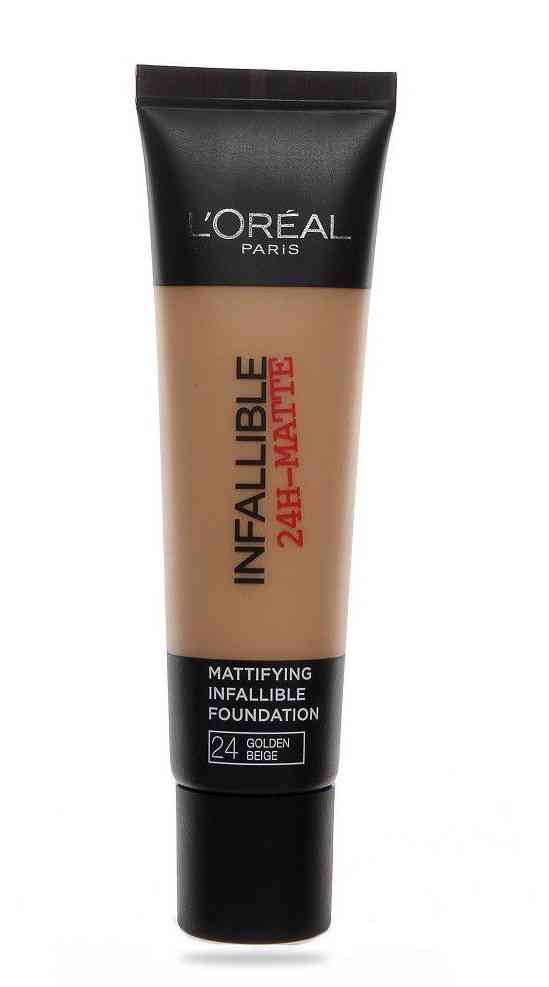 L'ORÉAL
PARIS
INFALLIBLE
24H-MATTE
MATTIFYING
INFALLIBLE
FOUNDATION
24 GOLDEN
BEIGE